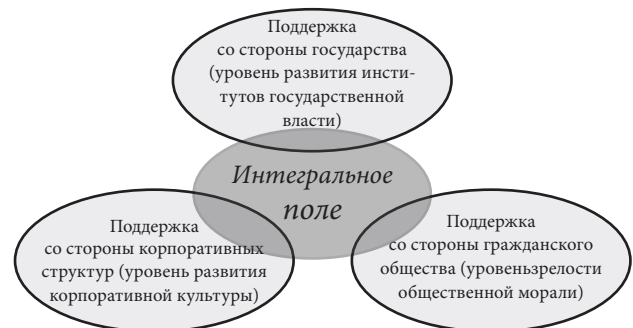 Поддержка
со стороны государства
(уровень развития инсти-
тутов государственной
власти)
Интегральное
поле
Поддержка
со стороны корпоративных
структур (уровень развития
корпоративной культуры)
Поддержка
со стороны гражданского
общества (уровеньзрелости
общественной морали)